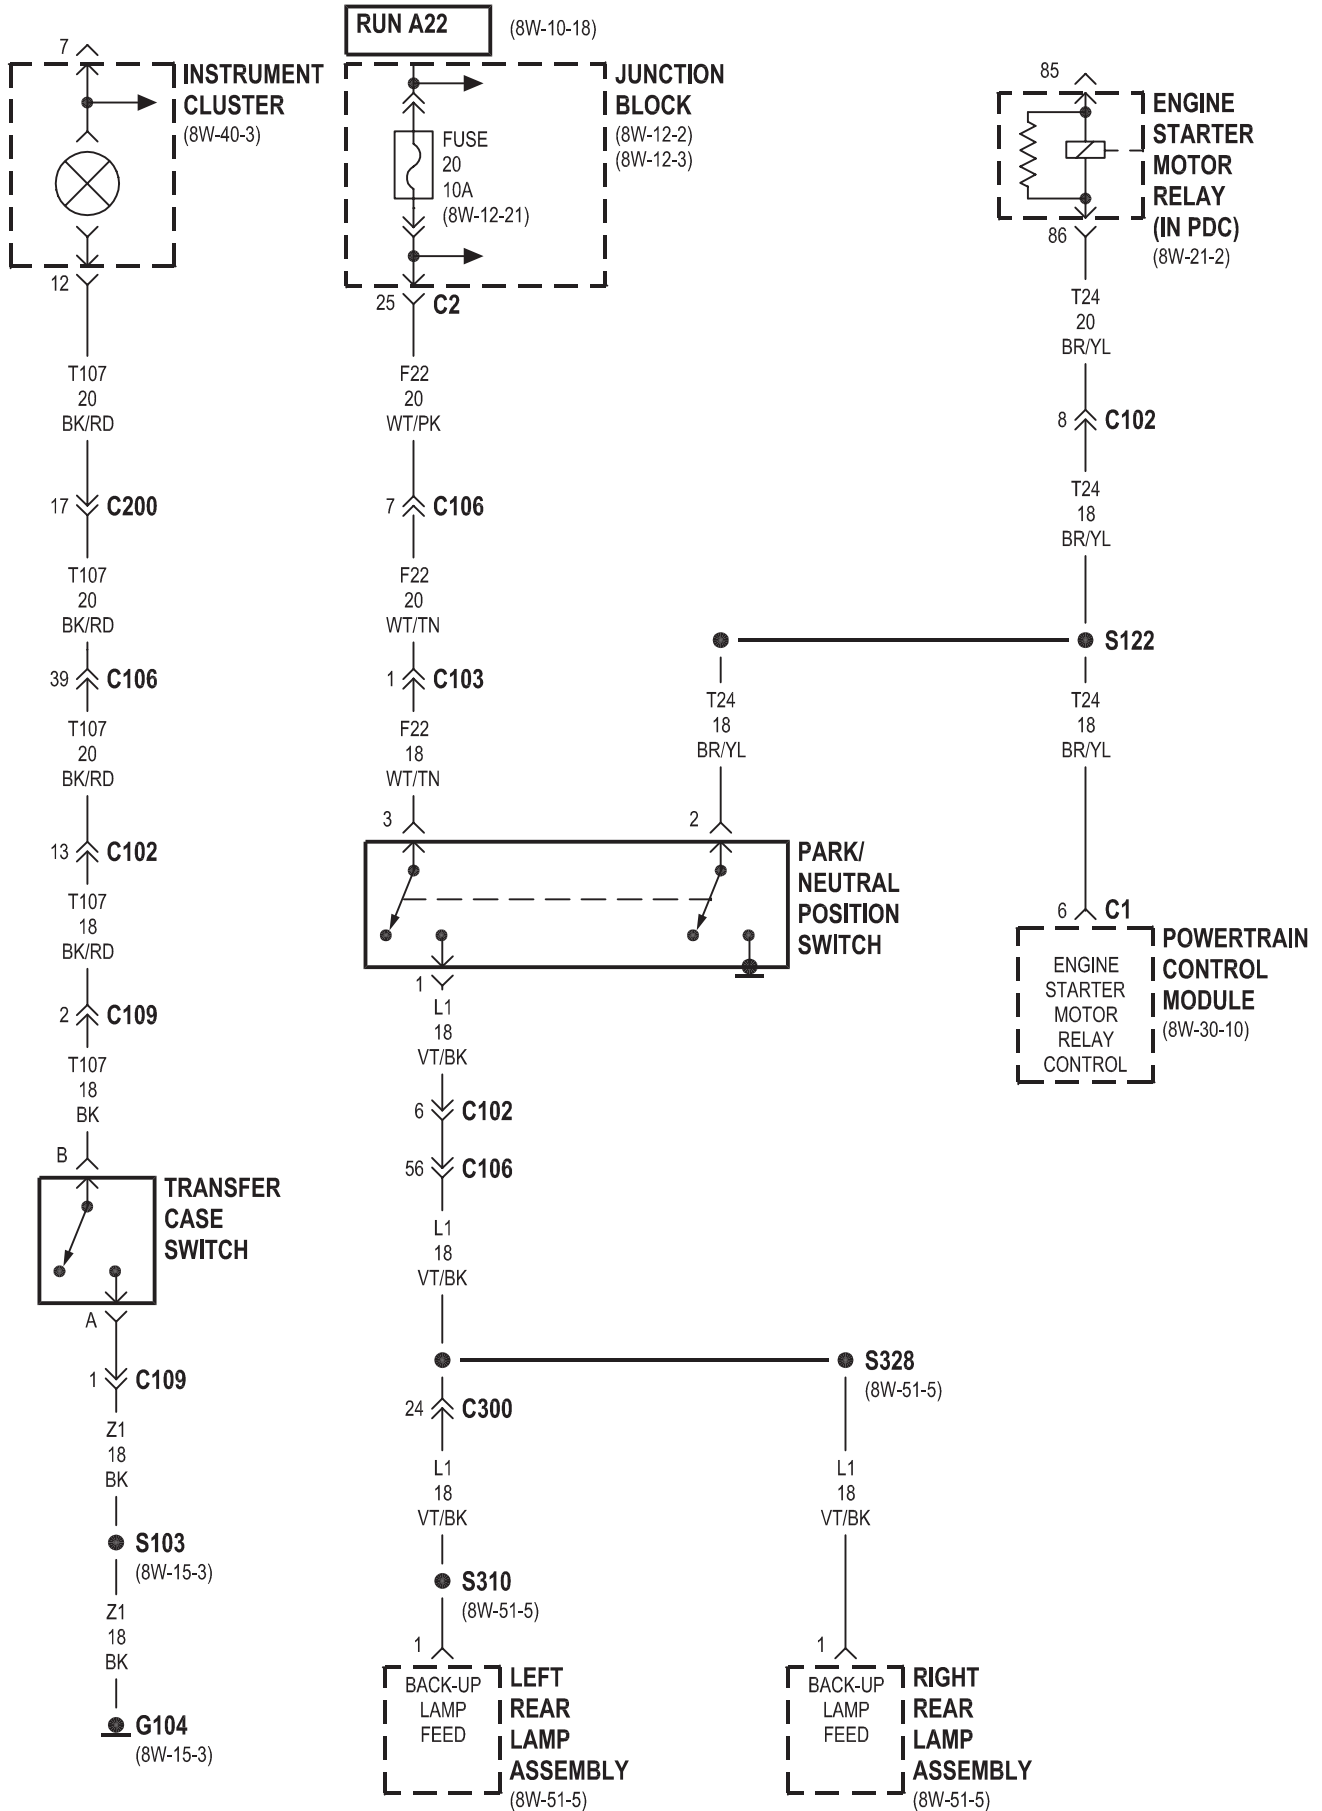 RUN A22
(8W-10-18)
7
INSTRUMENT
CLUSTER
(8W-40-3)
12
T107
20
BK/RD
17
C200
T107
20
BK/RD
39
C106
T107
20
BK/RD
13
C102
T107
18
BK/RD
2
C109
T107
18
BK
B
TRANSFER
CASE
SWITCH
A
1
C109
Z1
18
BK
S103
(8W-15-3)
Z1
18
BK
G104
(8W-15-3)
JUNCTION
BLOCK
(8W-12-2)
(8W-12-3)
FUSE
20
10A
(8W-12-21)
25
C2
F22
20
WT/PK
7
C106
F22
20
WT/TN
1
C103
F22
18
WT/TN
3
2
PARK/
NEUTRAL
POSITION
SWITCH
1
L1
18
VT/BK
6
C102
56
C106
L1
18
VT/BK
S328
(8W-51-5)
24
C300
L1
18
VT/BK
S310
(8W-51-5)
1
BACK-UP
LAMP
FEED
LEFT
REAR
LAMP
ASSEMBLY
(8W-51-5)
L1
18
VT/BK
1
BACK-UP
LAMP
FEED
RIGHT
REAR
LAMP
ASSEMBLY
(8W-51-5)
85
ENGINE
STARTER
MOTOR
RELAY
(IN PDC)
(8W-21-2)
86
T24
20
BR/YL
8
C102
T24
18
BR/YL
S122
T24
18
BR/YL
T24
18
BR/YL
6
C1
ENGINE
STARTER
MOTOR
RELAY
CONTROL
POWERTRAIN
CONTROL
MODULE
(8W-30-10)